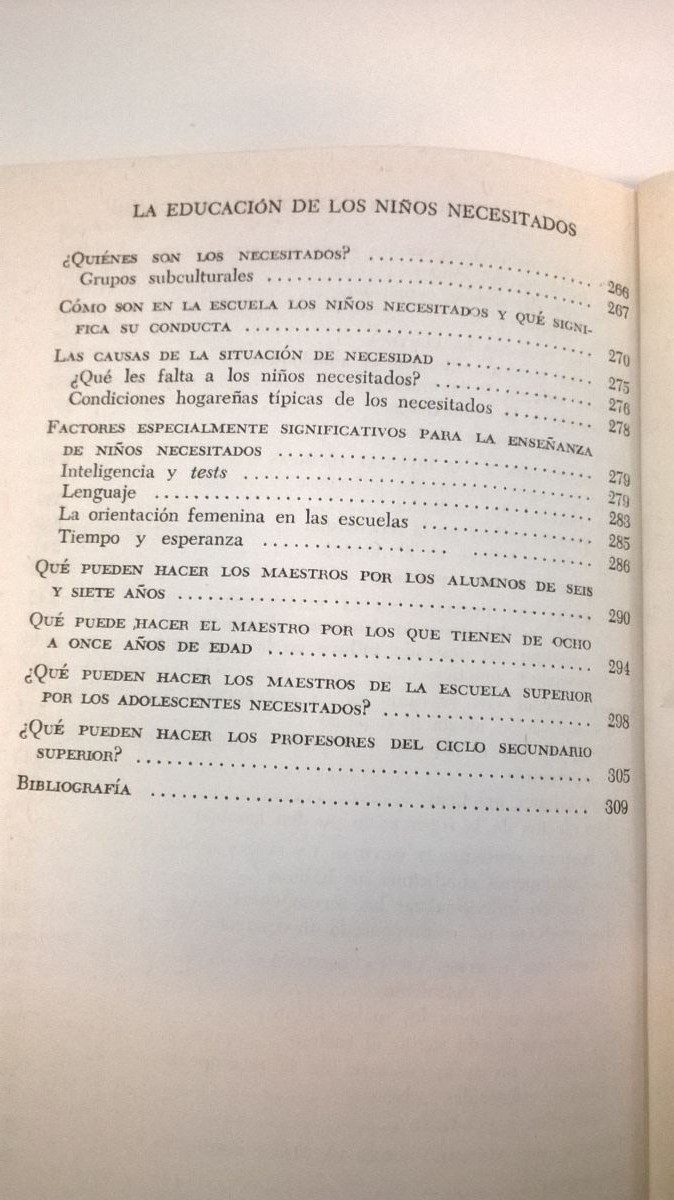 LA EDUCACIÓN DE LOS NIÑOS NECESITADOS
¿QUIÉNES SON LOS NECESITADOS? .................... 266
Grupos subculturales .............................. 267
CÓMO SON EN LA ESCUELA LOS NIÑOS NECESITADOS Y QUÉ SIGNI-
FICA SU CONDUCTA .............................. 270
LAS CAUSAS DE LA SITUACIÓN DE NECESIDAD ............ 275
¿Qué les falta a los niños necesitados? ............ 276
Condiciones hogareñas típicas de los necesitados ........ 278
FACTORES ESPECIALMENTE SIGNIFICATIVOS PARA LA ENSEÑANZA
DE NIÑOS NECESITADOS .......................... 279
Inteligencia y tests .............................. 279
Lenguaje .................................... 283
La orientación femenina en las escuelas .............. 285
Tiempo y esperanza .............................. 286
QUÉ PUEDEN HACER LOS MAESTROS POR LOS ALUMNOS DE SEIS
Y SIETE AÑOS .................................. 290
QUÉ PUEDE HACER EL MAESTRO POR LOS QUE TIENEN DE OCHO
A ONCE AÑOS DE EDAD .......................... 294
¿QUÉ PUEDEN HACER LOS MAESTROS DE LA ESCUELA SUPERIOR
POR LOS ADOLESCENTES NECESITADOS? ................ 298
¿QUÉ PUEDEN HACER LOS PROFESORES DEL CICLO SECUNDARIO
SUPERIOR? .................................... 305
BIBLIOGRAFÍA .................................. 309